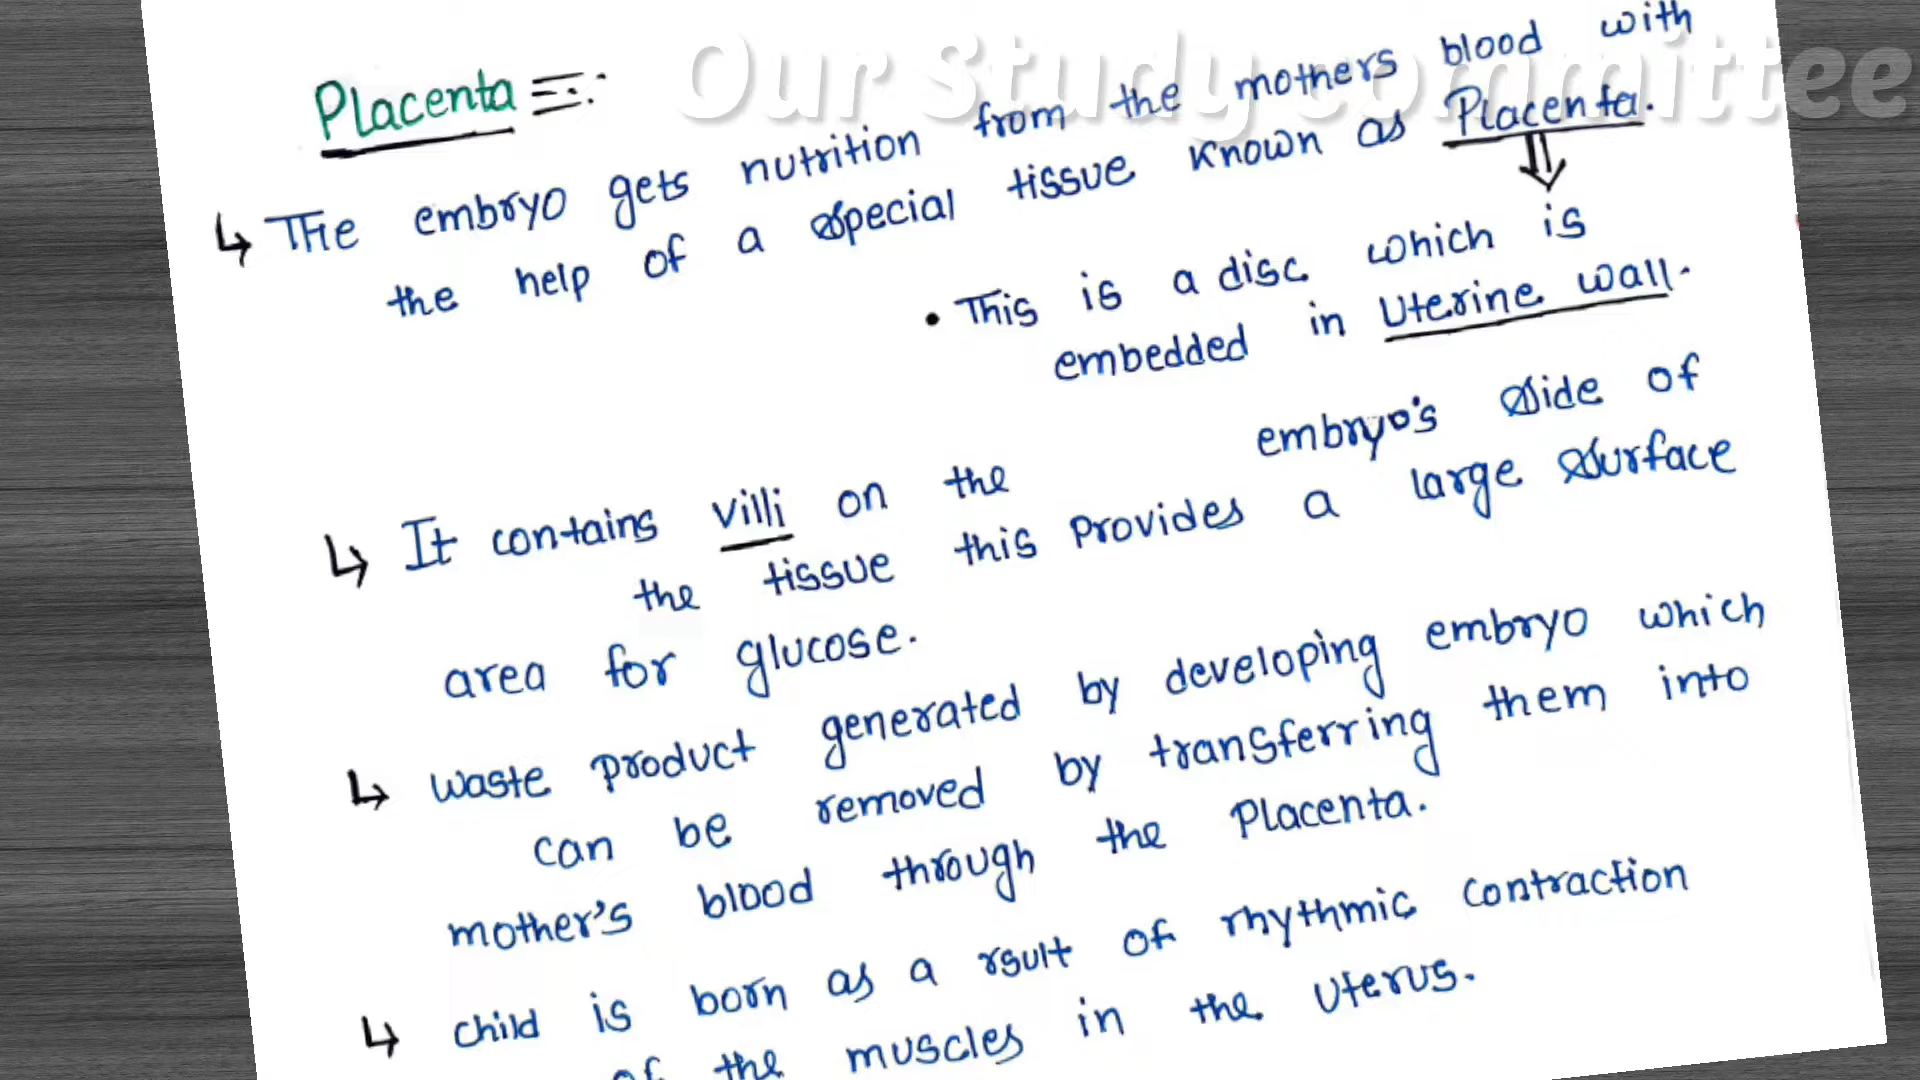 Our Study committee
Placenta :-
↳ The embryo gets nutrition from the mothers blood with
the help of a special tissue known as Placenta.
⇓
• This is a disc which is
embedded in Uterine wall.
↳ It contains villi on the embryo's side of
the tissue this provides a large surface
area for glucose.
↳ waste product generated by developing embryo which
can be removed by transferring them into
mother's blood through the Placenta.
↳ child is born as a rsult of rhythmic contraction
of the muscles in the uterus.